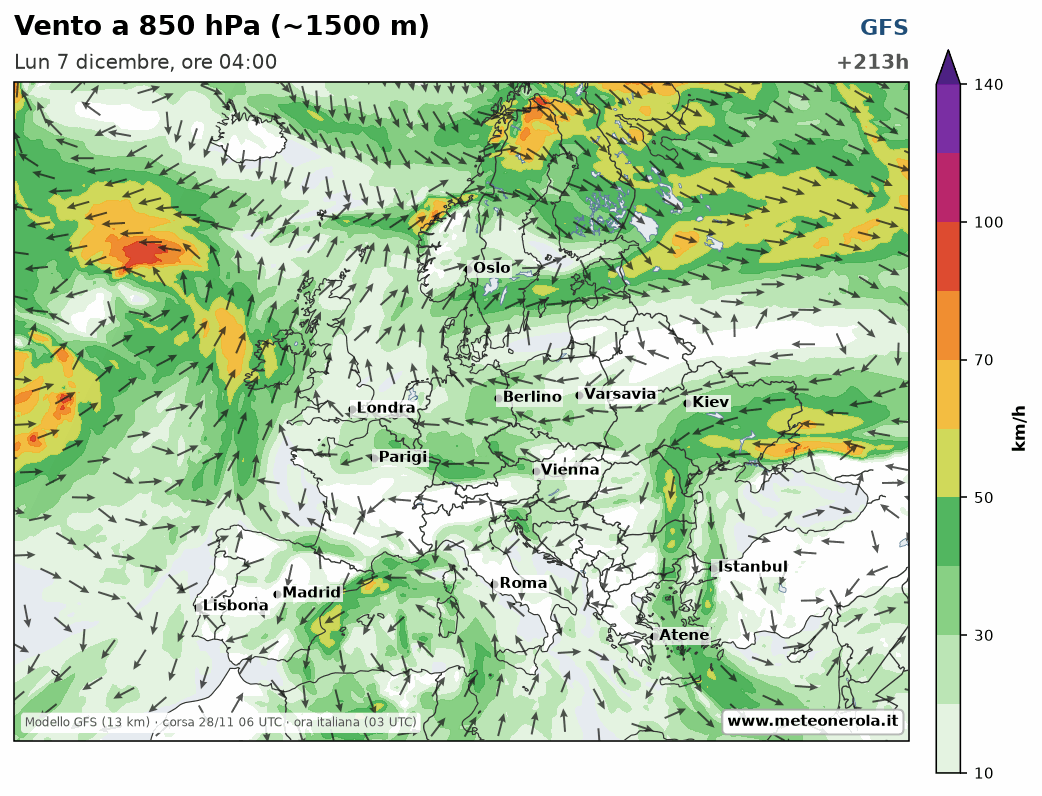 Vento a 850 hPa (~1500 m)
GFS
Lun 7 dicembre, ore 04:00
+213h
140
100
70
50
30
10
km/h
Oslo
Berlino
Varsavia
Kiev
Londra
Parigi
Vienna
Istanbul
Roma
Madrid
Lisbona
Atene
Modello GFS (13 km) · corsa 28/11 06 UTC · ora italiana (03 UTC)
www.meteonerola.it